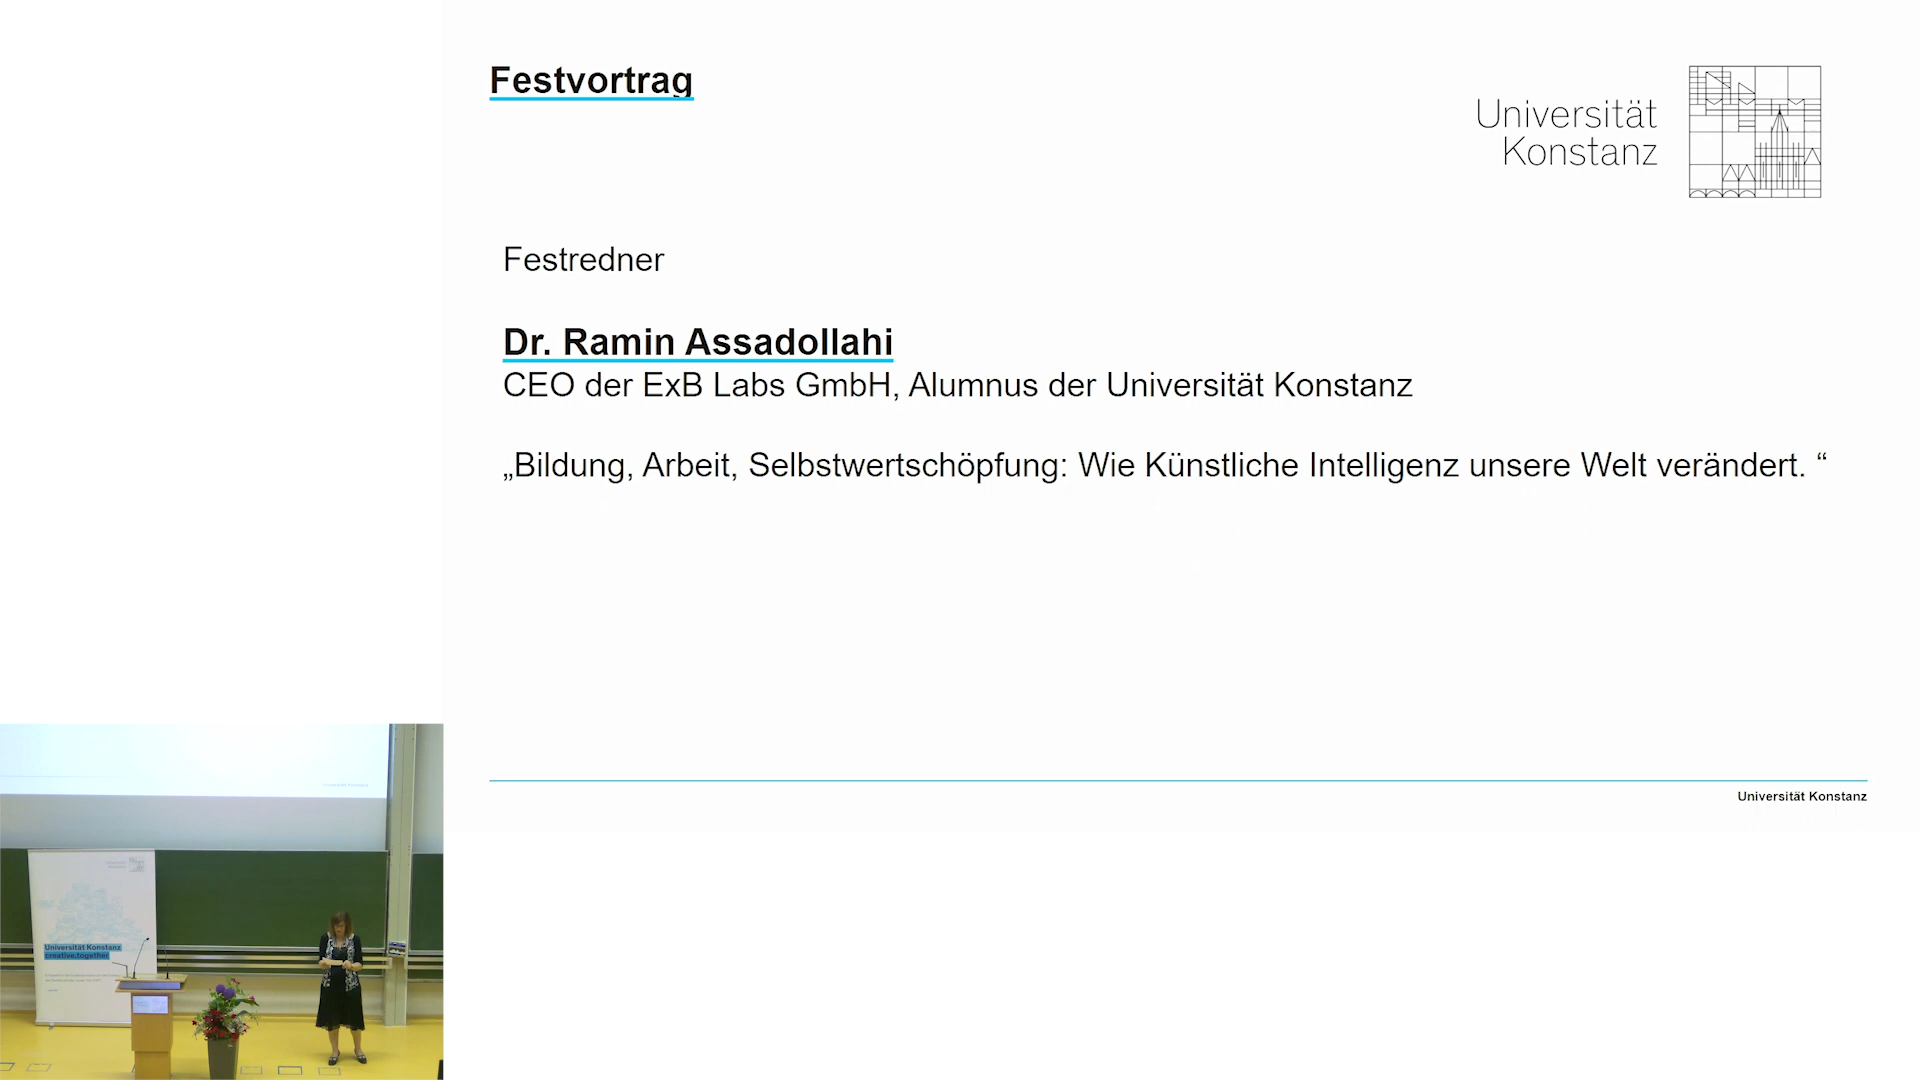 Festvortrag
Universität
Konstanz
Festredner
Dr. Ramin Assadollahi
CEO der ExB Labs GmbH, Alumnus der Universität Konstanz
„Bildung, Arbeit, Selbstwertschöpfung: Wie Künstliche Intelligenz unsere Welt verändert. “
Universität Konstanz
Universität Konstanz
creative.together